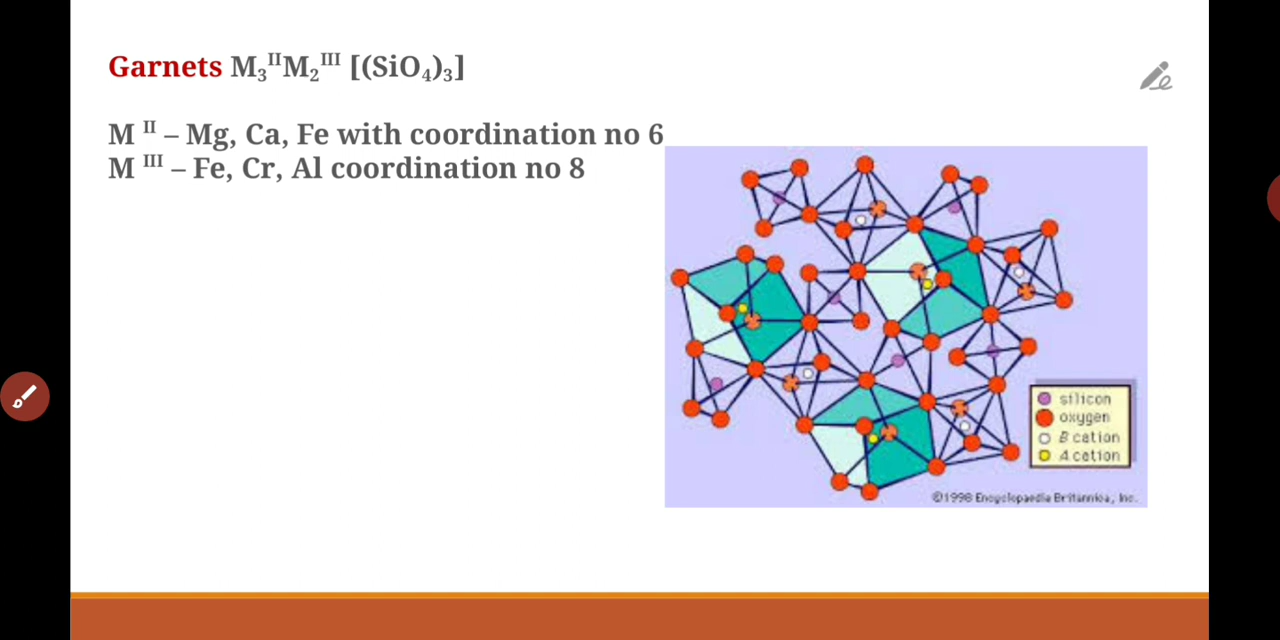 Garnets M₃ᴵᴵM₂ᴵᴵᴵ [(SiO₄)₃]
M ᴵᴵ – Mg, Ca, Fe with coordination no 6
M ᴵᴵᴵ – Fe, Cr, Al coordination no 8
silicon
oxygen
B cation
A cation
©1998 Encyclopaedia Britannica, Inc.